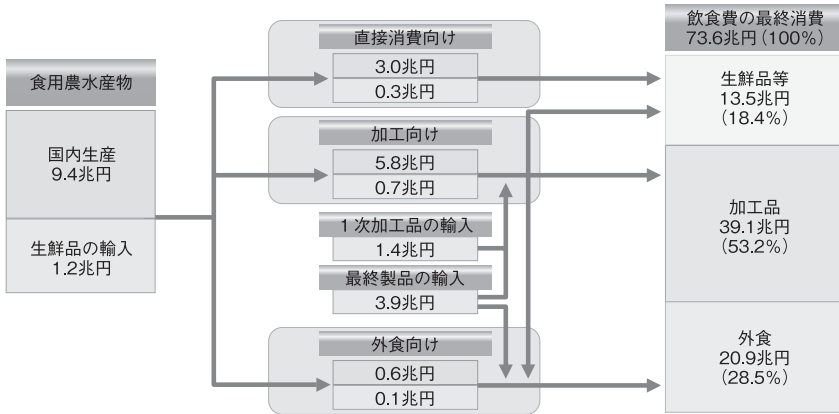 食用農水産物
国内生産
9.4兆円
生鮮品の輸入
1.2兆円
直接消費向け
3.0兆円
0.3兆円
加工向け
5.8兆円
0.7兆円
1次加工品の輸入
1.4兆円
最終製品の輸入
3.9兆円
外食向け
0.6兆円
0.1兆円
飲食費の最終消費
73.6兆円(100%)
生鮮品等
13.5兆円
(18.4%)
加工品
39.1兆円
(53.2%)
外食
20.9兆円
(28.5%)